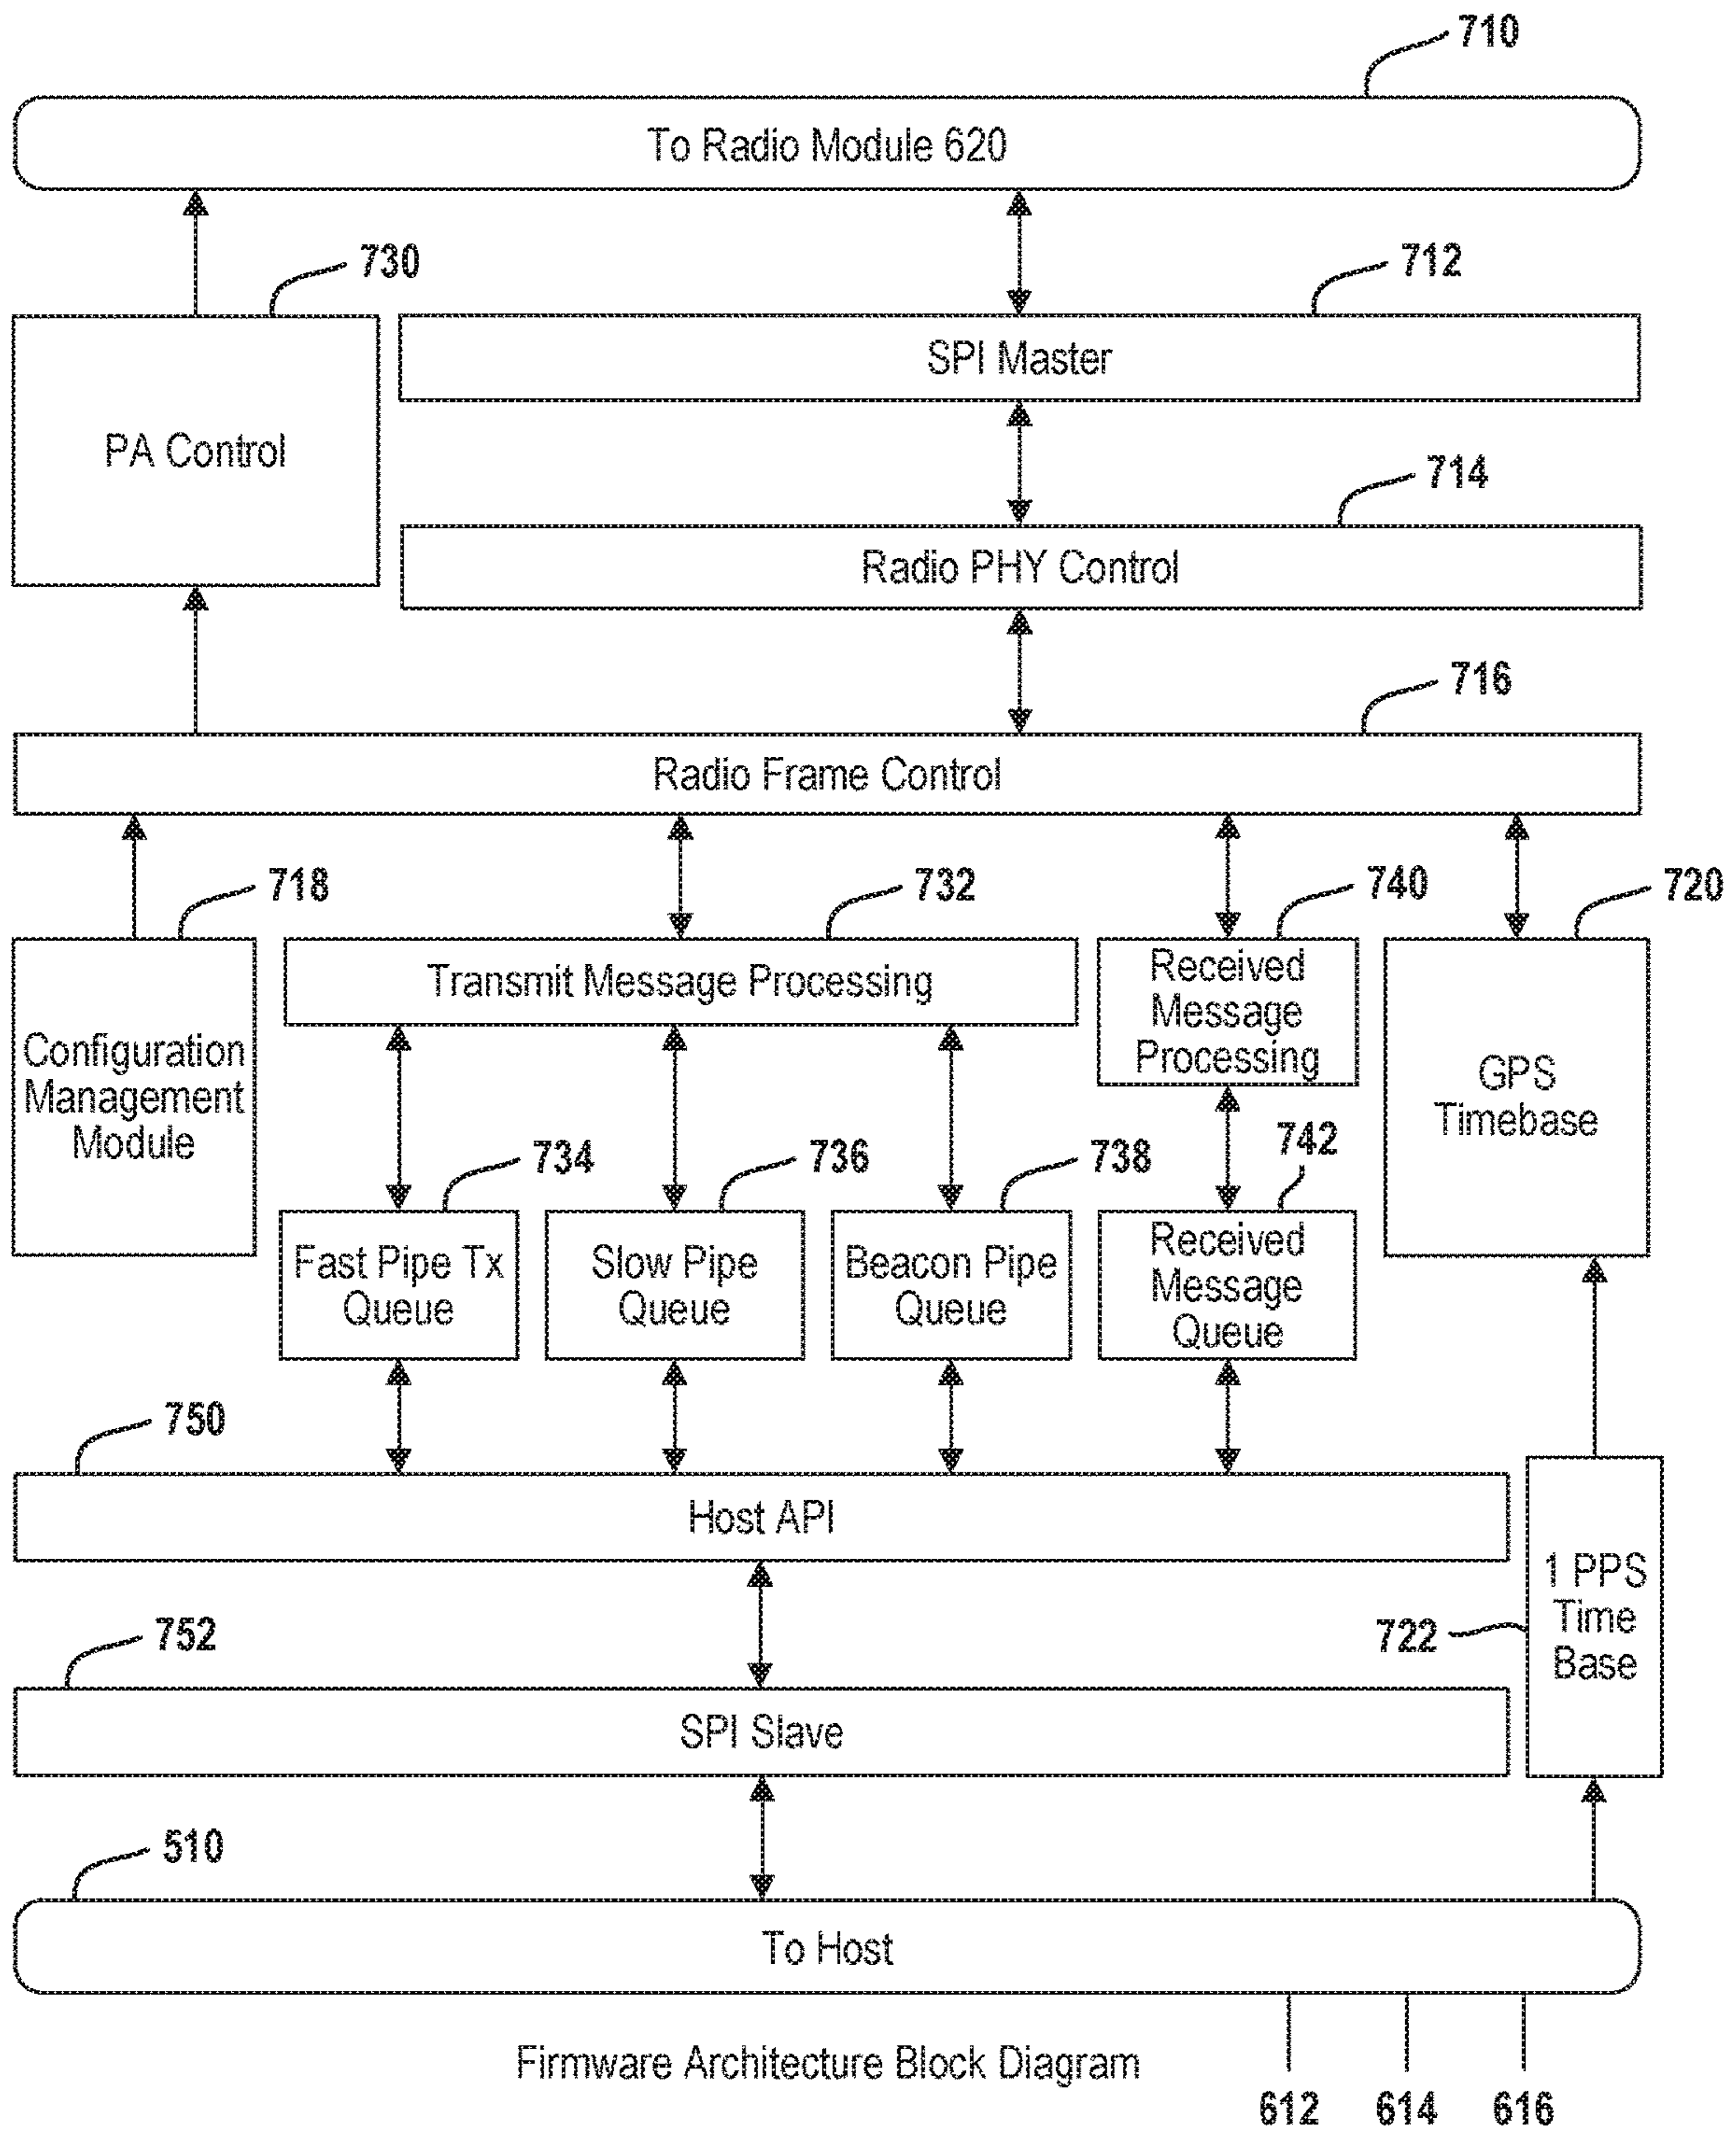 710
To Radio Module 620
730
712
SPI Master
PA Control
714
Radio PHY Control
716
Radio Frame Control
718
732
740
720
Transmit Message Processing
Received
Message
Processing
Configuration
Management
Module
GPS
Timebase
734
736
738
742
Fast Pipe Tx
Queue
Slow Pipe
Queue
Beacon Pipe
Queue
Received
Message
Queue
750
Host API
1 PPS
Time
Base
722
752
SPI Slave
510
To Host
Firmware Architecture Block Diagram
612
614
616